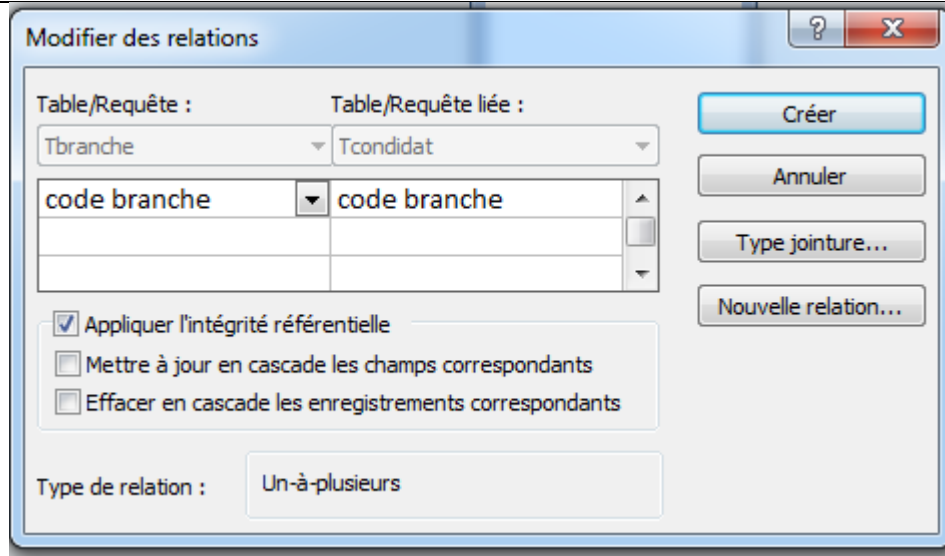 Modifier des relations
Table/Requête : Table/Requête liée :
Tbranche Tcondidat
code branche code branche
Appliquer l'intégrité référentielle
Mettre à jour en cascade les champs correspondants
Effacer en cascade les enregistrements correspondants
Type de relation : Un-à-plusieurs
Créer
Annuler
Type jointure...
Nouvelle relation...